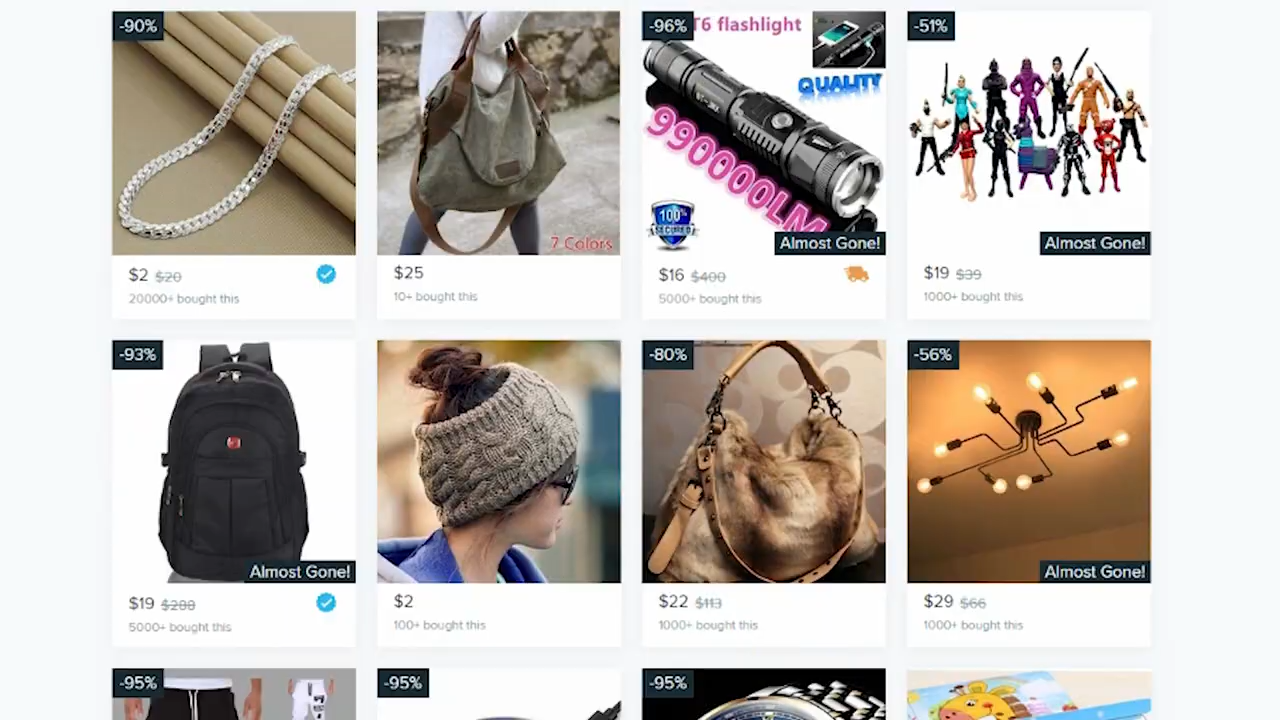 -90%
7 Colors
-96%
T6 flashlight
QUALITY
990000LM
100%
SECURED
Almost Gone!
-51%
Almost Gone!
$2 $20
20000+ bought this
$25
10+ bought this
$16 $400
5000+ bought this
$19 $39
1000+ bought this
-93%
Almost Gone!
-80%
-56%
Almost Gone!
$19 $288
5000+ bought this
$2
100+ bought this
$22 $113
1000+ bought this
$29 $66
1000+ bought this
-95%
-95%
-95%